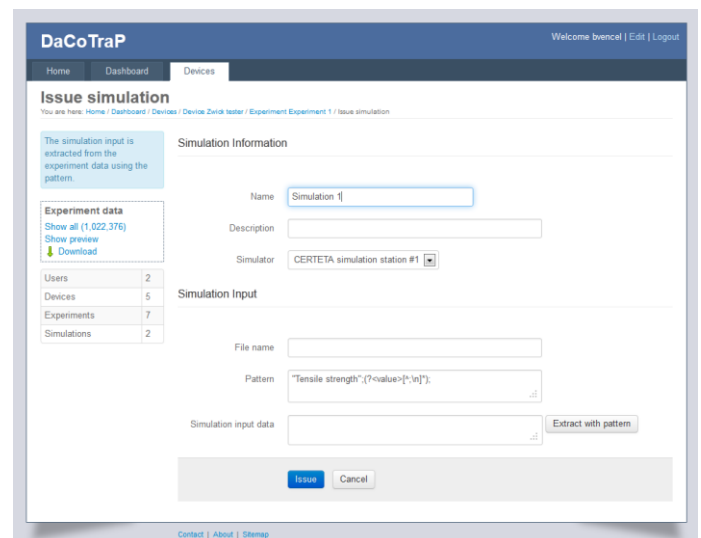 DaCoTraP
Welcome bvencel | Edit | Logout
Home
Dashboard
Devices
Issue simulation
You are here: Home / Dashboard / Devices / Device Zwick tester / Experiment Experiment 1 / Issue simulation
The simulation input is
extracted from the
experiment data using the
pattern.
Experiment data
Show all (1,022,376)
Show preview
Download
Users 2
Devices 5
Experiments 7
Simulations 2
Simulation Information
Name
Simulation 1
Description
Simulator
CERTETA simulation station #1
Simulation Input
File name
Pattern
"Tensile strength";(?<value>[^;\n]*);
Simulation input data
Extract with pattern
Issue
Cancel
Contact | About | Sitemap